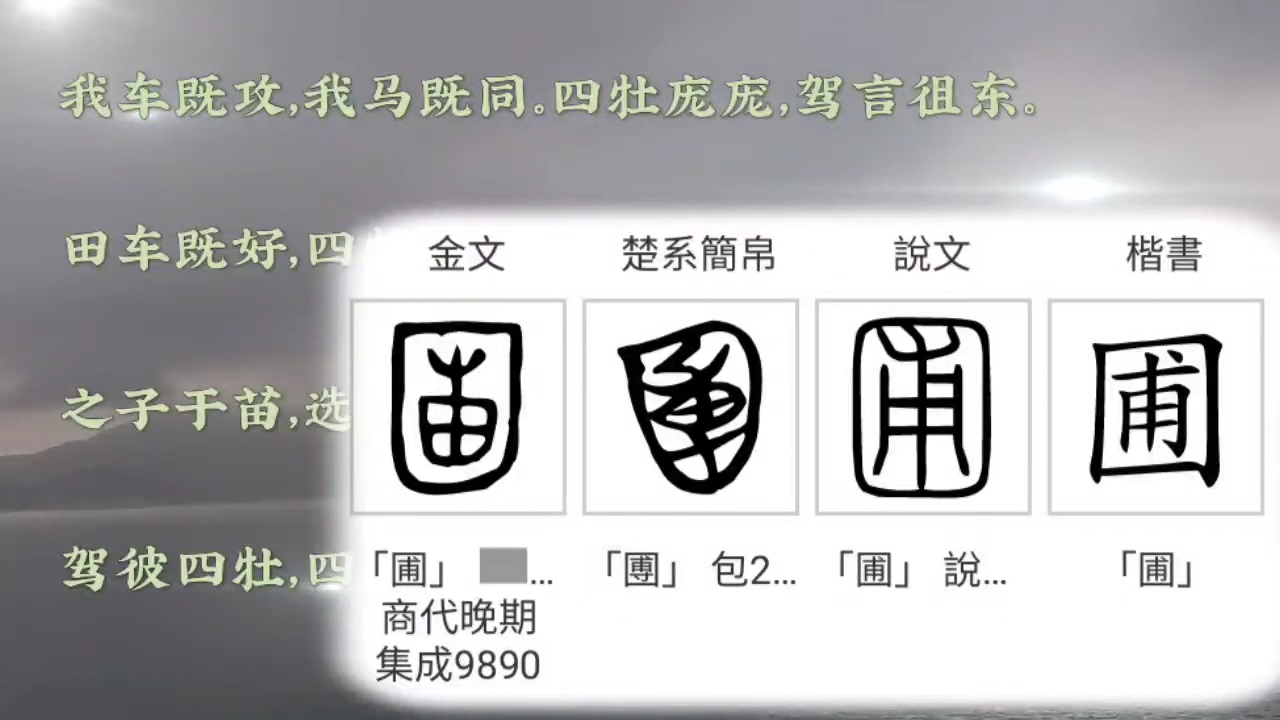 我车既攻,我马既同。四牡庞庞,驾言徂东。
田车既好,四
之子于苗,选
驾彼四牡,四
金文 楚系簡帛 說文 楷書
圃
「圃」 ... 「圑」 包2... 「圃」 說... 「圃」
商代晚期
集成9890